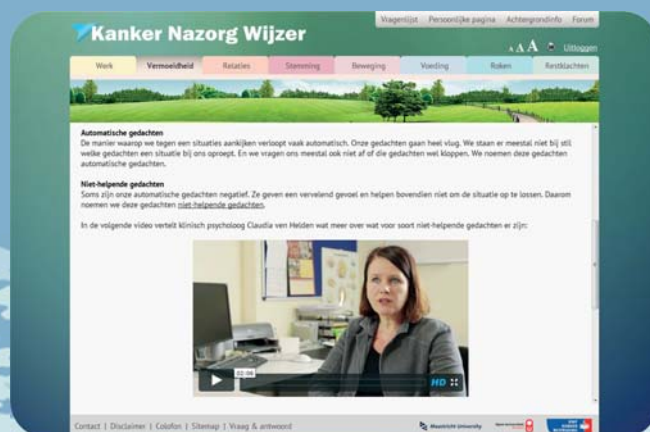 Vragenlijst Persoonlijke pagina Achtergrondinfo Forum
Kanker Nazorg Wijzer
A A A Uitloggen
Werk Vermoeidheid Relaties Stemming Beweging Voeding Roken Restklachten
Automatische gedachten
De manier waarop we tegen een situaties aankijken verloopt vaak automatisch. Onze gedachten gaan heel vlug. We staan er meestal niet bij stil
welke gedachten een situatie bij ons oproept. En we vragen ons meestal ook niet af of die gedachten wel kloppen. We noemen deze gedachten
automatische gedachten.
Niet-helpende gedachten
Soms zijn onze automatische gedachten negatief. Ze geven een vervelend gevoel en helpen bovendien niet om de situatie op te lossen. Daarom
noemen we deze gedachten niet-helpende gedachten.
In de volgende video vertelt klinisch psycholoog Claudia van Helden wat meer over wat voor soort niet-helpende gedachten er zijn:
02:06
HD
Contact | Disclaimer | Colofon | Sitemap | Vraag & antwoord
Maastricht University